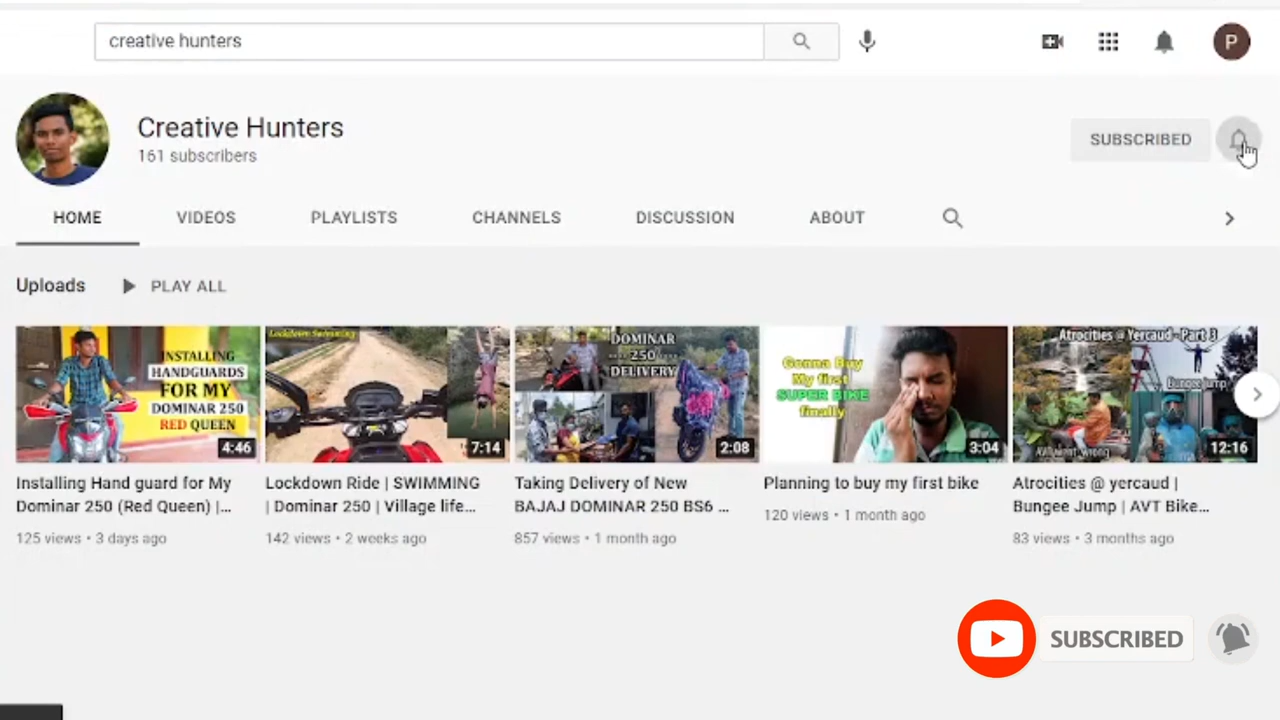 creative hunters
P
Creative Hunters
161 subscribers
SUBSCRIBED
HOME
VIDEOS
PLAYLISTS
CHANNELS
DISCUSSION
ABOUT
Uploads
PLAY ALL
INSTALLING
HANDGUARDS
FOR MY
DOMINAR 250
RED QUEEN
4:46
Lockdown Swimming
7:14
DOMINAR
250
DELIVERY
2:08
Gonna Buy
My first
SUPER BIKE
finally
3:04
Atrocities @ Yercaud - Part 3
Bungee Jump
AVT went wrong
12:16
Installing Hand guard for My
Dominar 250 (Red Queen) |...
125 views • 3 days ago
Lockdown Ride | SWIMMING
| Dominar 250 | Village life...
142 views • 2 weeks ago
Taking Delivery of New
BAJAJ DOMINAR 250 BS6 ...
857 views • 1 month ago
Planning to buy my first bike
120 views • 1 month ago
Atrocities @ yercaud |
Bungee Jump | AVT Bike...
83 views • 3 months ago
SUBSCRIBED